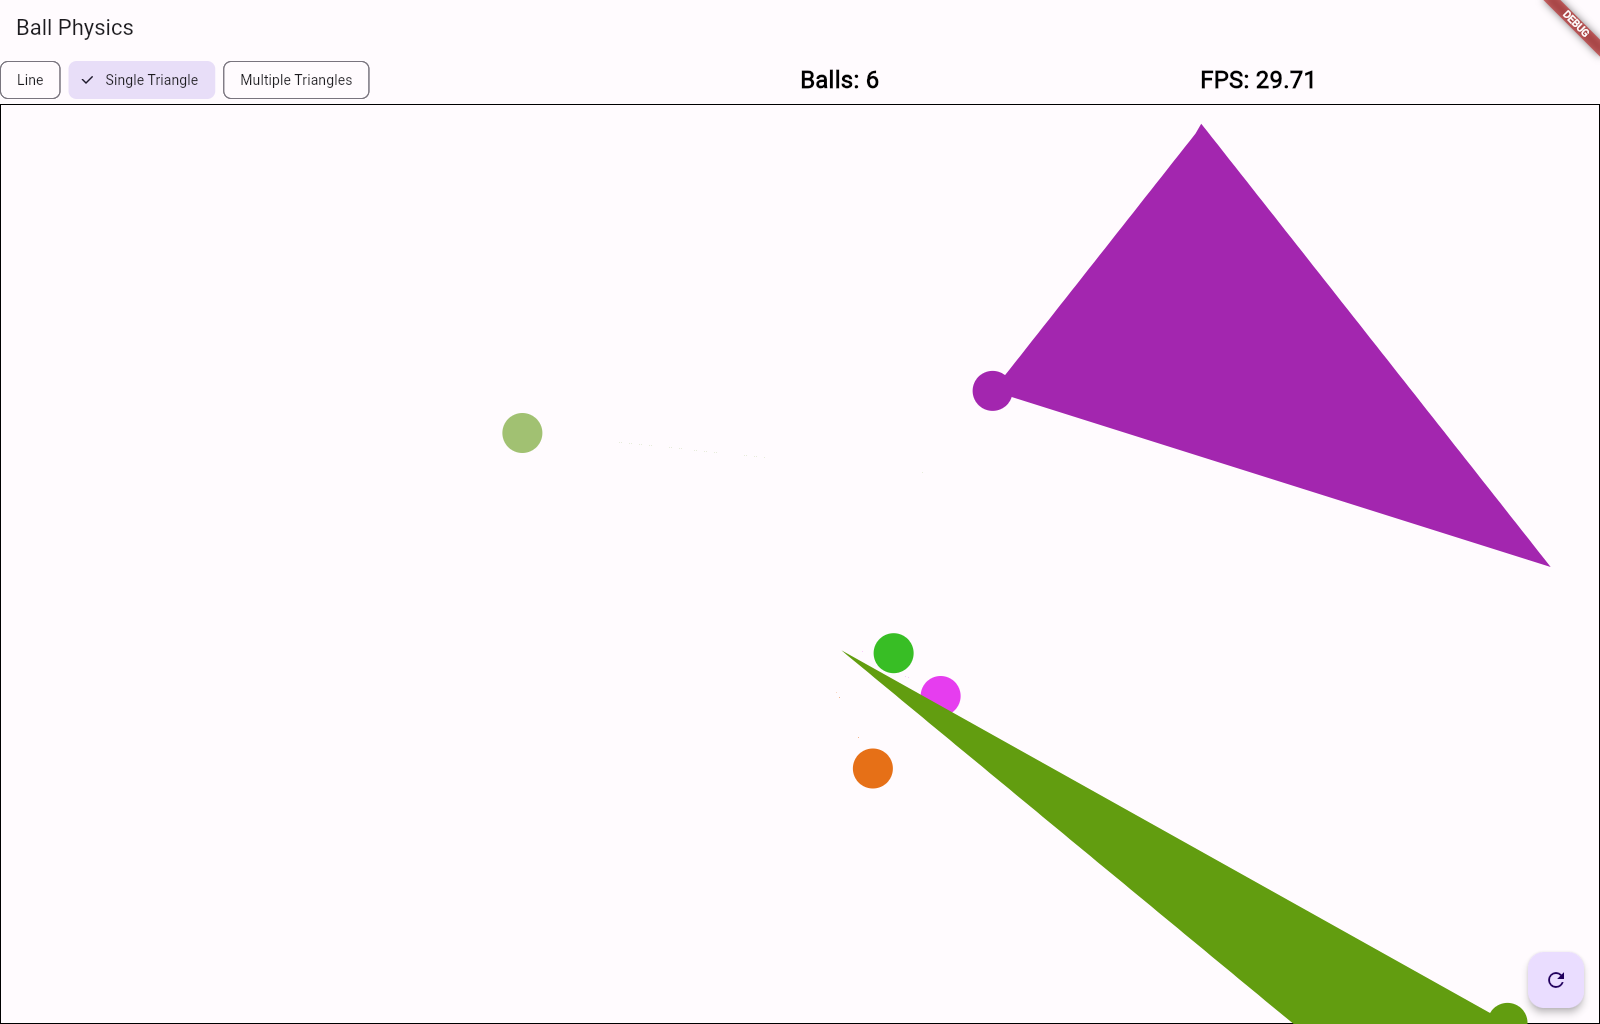 Ball Physics
DEBUG
Line
Single Triangle
Multiple Triangles
Balls: 6
FPS: 29.71